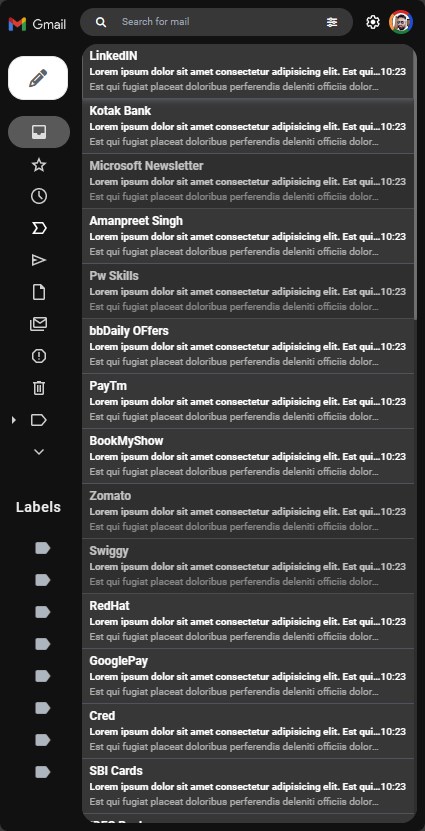 Gmail
Search for mail
LinkedIN
Lorem ipsum dolor sit amet consectetur adipisicing elit. Est qui...10:23
Est qui fugiat placeat doloribus perferendis deleniti officiis dolor...
Kotak Bank
Lorem ipsum dolor sit amet consectetur adipisicing elit. Est qui...10:23
Est qui fugiat placeat doloribus perferendis deleniti officiis dolor...
Microsoft Newsletter
Lorem ipsum dolor sit amet consectetur adipisicing elit. Est qui...10:23
Est qui fugiat placeat doloribus perferendis deleniti officiis dolor...
Amanpreet Singh
Lorem ipsum dolor sit amet consectetur adipisicing elit. Est qui...10:23
Est qui fugiat placeat doloribus perferendis deleniti officiis dolor...
Pw Skills
Lorem ipsum dolor sit amet consectetur adipisicing elit. Est qui...10:23
Est qui fugiat placeat doloribus perferendis deleniti officiis dolor...
bbDaily OFfers
Lorem ipsum dolor sit amet consectetur adipisicing elit. Est qui...10:23
Est qui fugiat placeat doloribus perferendis deleniti officiis dolor...
PayTm
Lorem ipsum dolor sit amet consectetur adipisicing elit. Est qui...10:23
Est qui fugiat placeat doloribus perferendis deleniti officiis dolor...
BookMyShow
Lorem ipsum dolor sit amet consectetur adipisicing elit. Est qui...10:23
Est qui fugiat placeat doloribus perferendis deleniti officiis dolor...
Zomato
Lorem ipsum dolor sit amet consectetur adipisicing elit. Est qui...10:23
Est qui fugiat placeat doloribus perferendis deleniti officiis dolor...
Labels
Swiggy
Lorem ipsum dolor sit amet consectetur adipisicing elit. Est qui...10:23
Est qui fugiat placeat doloribus perferendis deleniti officiis dolor...
RedHat
Lorem ipsum dolor sit amet consectetur adipisicing elit. Est qui...10:23
Est qui fugiat placeat doloribus perferendis deleniti officiis dolor...
GooglePay
Lorem ipsum dolor sit amet consectetur adipisicing elit. Est qui...10:23
Est qui fugiat placeat doloribus perferendis deleniti officiis dolor...
Cred
Lorem ipsum dolor sit amet consectetur adipisicing elit. Est qui...10:23
Est qui fugiat placeat doloribus perferendis deleniti officiis dolor...
SBI Cards
Lorem ipsum dolor sit amet consectetur adipisicing elit. Est qui...10:23
Est qui fugiat placeat doloribus perferendis deleniti officiis dolor...